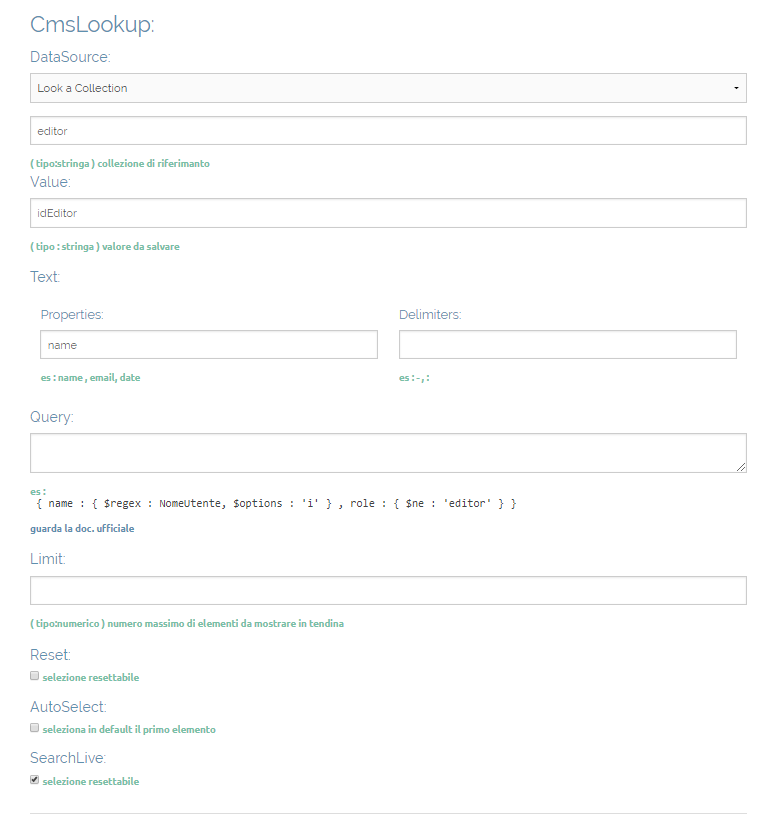 CmsLookup:
DataSource:
Look a Collection
editor
( tipo:stringa ) collezione di riferimanto
Value:
idEditor
( tipo : stringa ) valore da salvare
Text:
Properties: Delimiters:
name
es : name , email, date es : - , :
Query:
es :
{ name : { $regex : NomeUtente, $options : 'i' } , role : { $ne : 'editor' } }
guarda la doc. ufficiale
Limit:
( tipo:numerico ) numero massimo di elementi da mostrare in tendina
Reset:
selezione resettabile
AutoSelect:
seleziona in default il primo elemento
SearchLive:
selezione resettabile